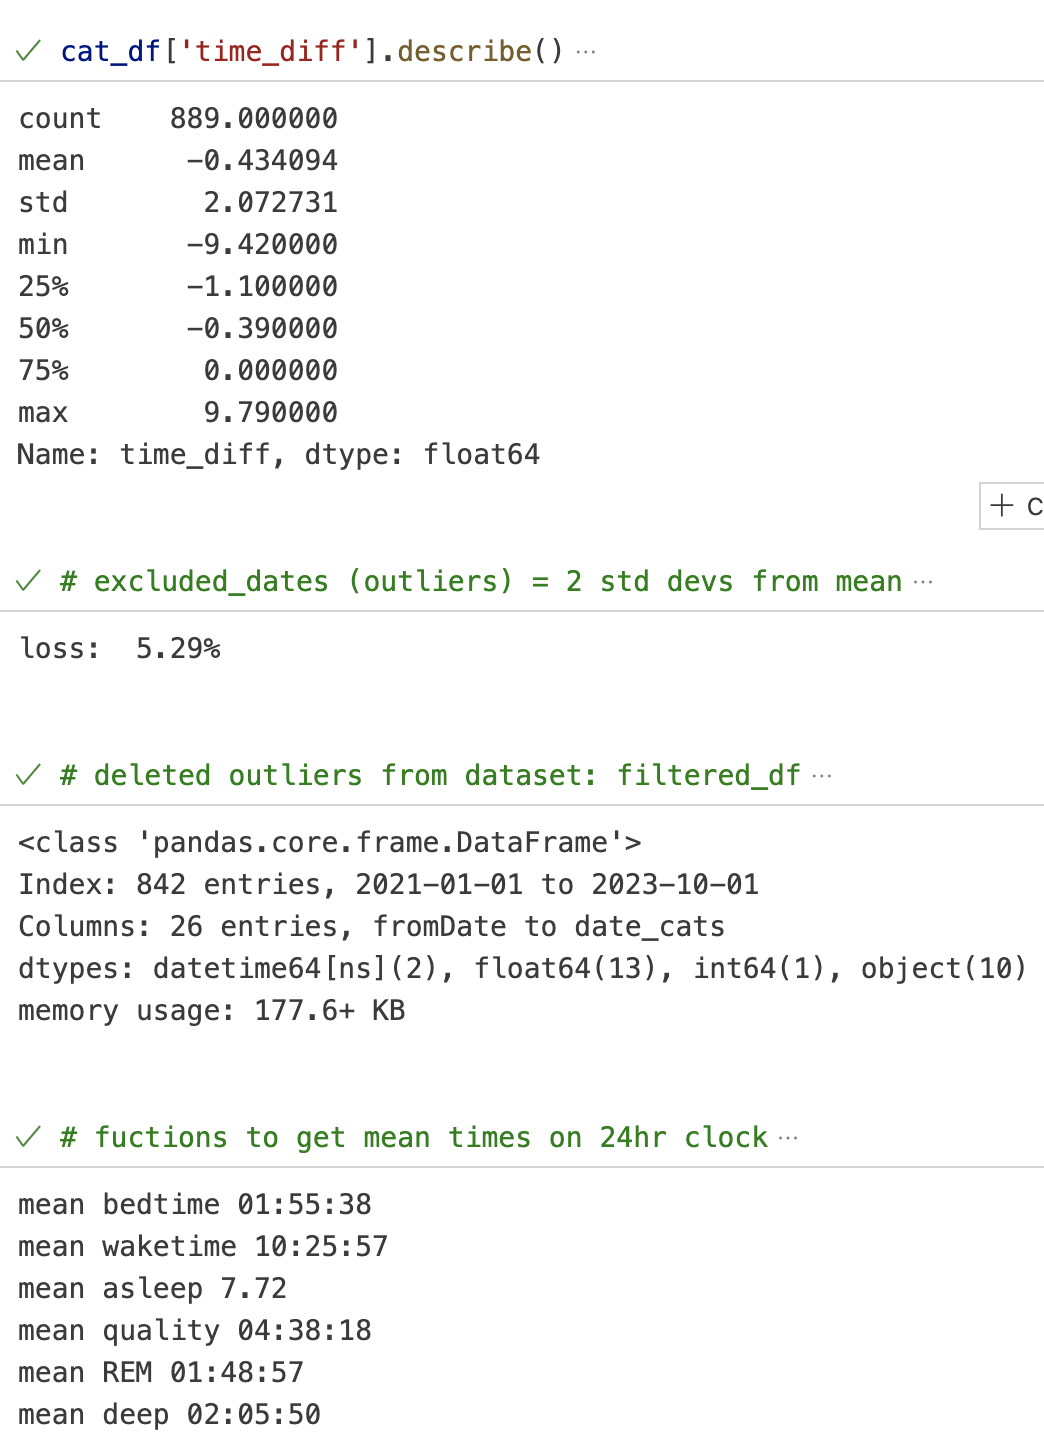 cat_df['time_diff'].describe() ...
count 889.000000
mean -0.434094
std 2.072731
min -9.420000
25% -1.100000
50% -0.390000
75% 0.000000
max 9.790000
Name: time_diff, dtype: float64
+ C
# excluded_dates (outliers) = 2 std devs from mean ...
loss: 5.29%
# deleted outliers from dataset: filtered_df ...
<class 'pandas.core.frame.DataFrame'>
Index: 842 entries, 2021-01-01 to 2023-10-01
Columns: 26 entries, fromDate to date_cats
dtypes: datetime64[ns](2), float64(13), int64(1), object(10)
memory usage: 177.6+ KB
# fuctions to get mean times on 24hr clock ...
mean bedtime 01:55:38
mean waketime 10:25:57
mean asleep 7.72
mean quality 04:38:18
mean REM 01:48:57
mean deep 02:05:50